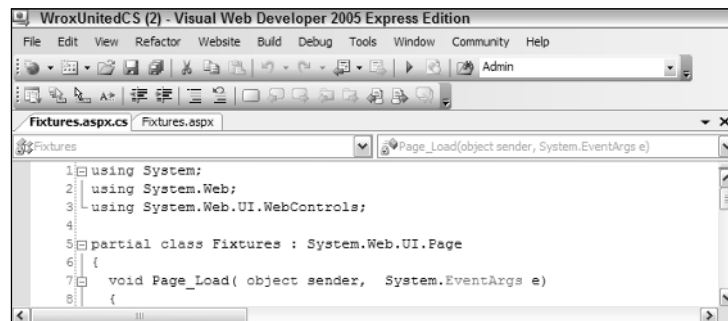 WroxUnitedCS (2) - Visual Web Developer 2005 Express Edition
File Edit View Refactor Website Build Debug Tools Window Community Help
Admin
Fixtures.aspx.cs Fixtures.aspx
Fixtures Page_Load(object sender, System.EventArgs e)
1 using System;
2 using System.Web;
3 using System.Web.UI.WebControls;
4
5 partial class Fixtures : System.Web.UI.Page
6 {
7 void Page_Load( object sender, System.EventArgs e)
8 {